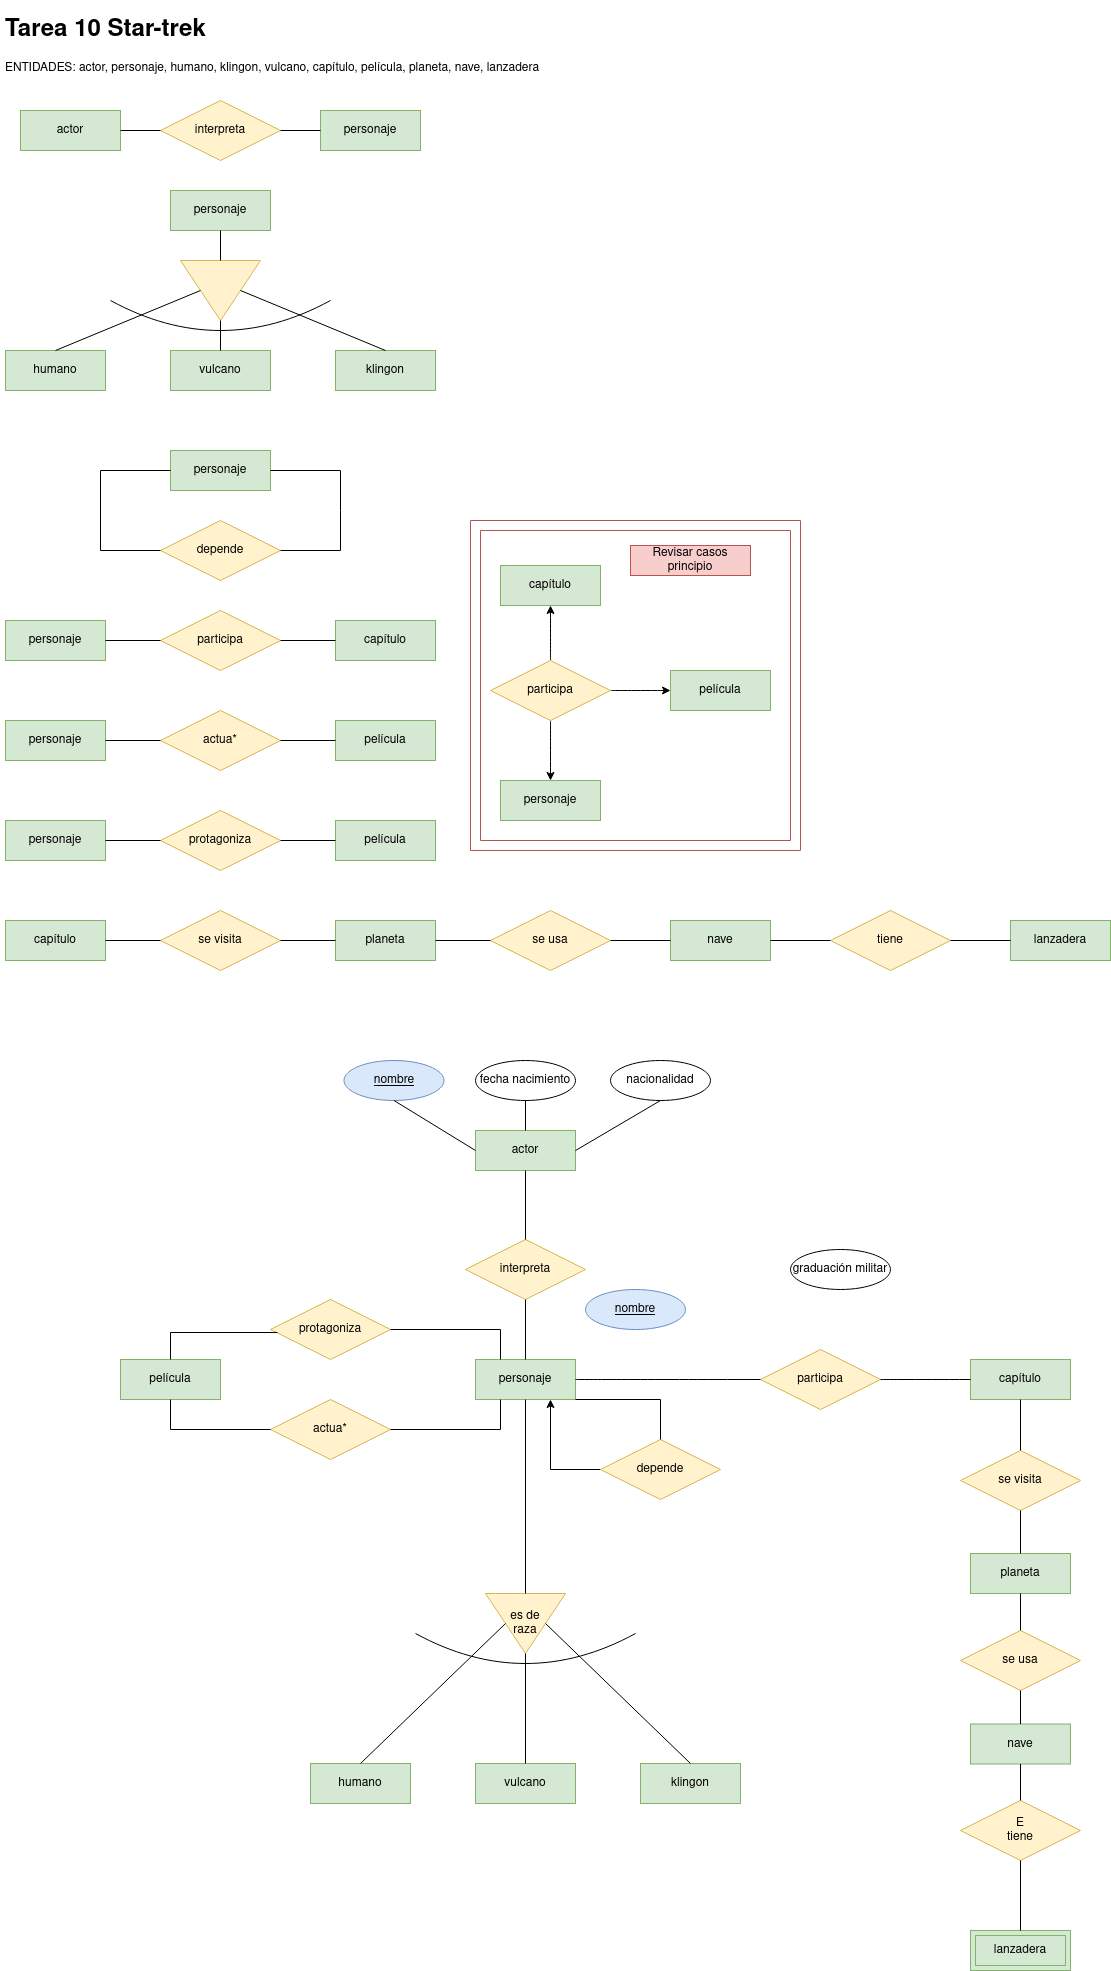 Tarea 10 Star-trek
ENTIDADES: actor, personaje, humano, klingon, vulcano, capítulo, película, planeta, nave, lanzadera
actor
interpreta
personaje
personaje
humano
vulcano
klingon
personaje
depende
personaje
participa
capítulo
personaje
actua*
película
personaje
protagoniza
película
Revisar casos
principio
capítulo
participa
película
personaje
capítulo
se visita
planeta
se usa
nave
tiene
lanzadera
nombre
fecha nacimiento
nacionalidad
actor
interpreta
graduación militar
nombre
protagoniza
película
personaje
participa
capítulo
actua*
depende
se visita
planeta
es de
raza
se usa
nave
humano
vulcano
klingon
E
tiene
lanzadera